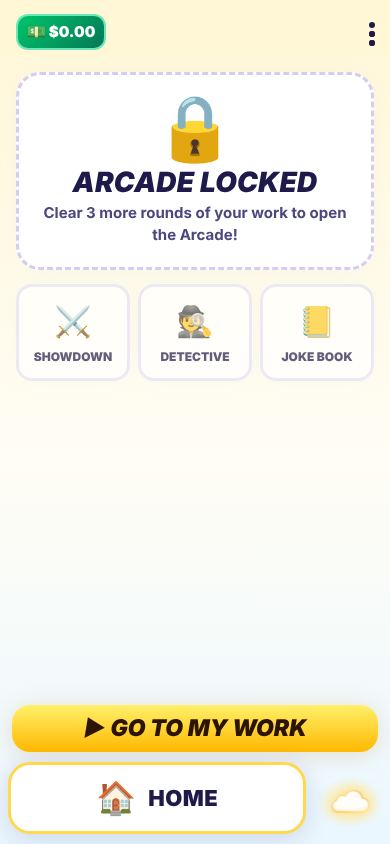 $0.00
ARCADE LOCKED
Clear 3 more rounds of your work to open
the Arcade!
SHOWDOWN
DETECTIVE
JOKE BOOK
GO TO MY WORK
HOME